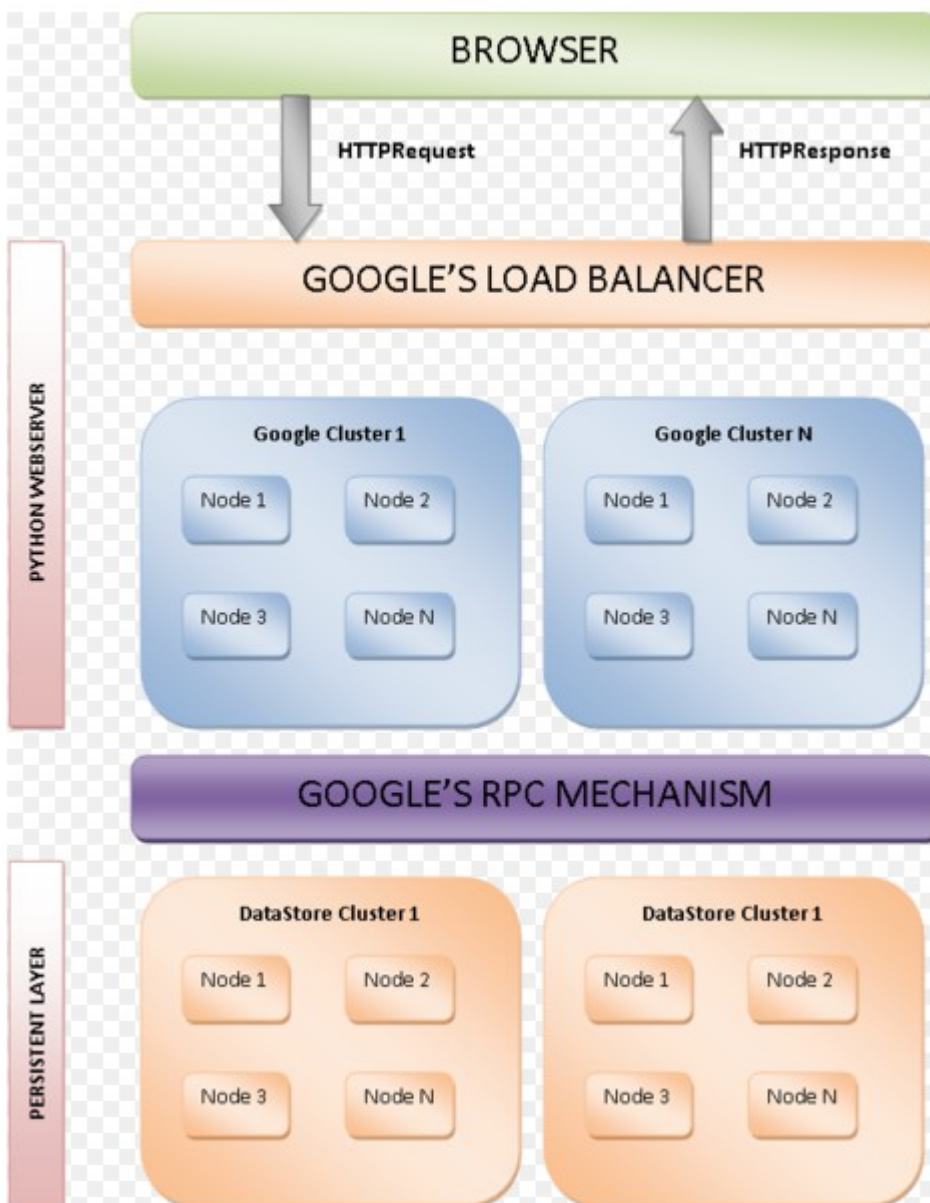 BROWSER
HTTPRequest
HTTPResponse
GOOGLE'S LOAD BALANCER
PYTHON WEBSERVER
Google Cluster 1
Node 1
Node 2
Node 3
Node N
Google Cluster N
Node 1
Node 2
Node 3
Node N
GOOGLE'S RPC MECHANISM
PERSISTENT LAYER
DataStore Cluster 1
Node 1
Node 2
Node 3
Node N
DataStore Cluster 1
Node 1
Node 2
Node 3
Node N